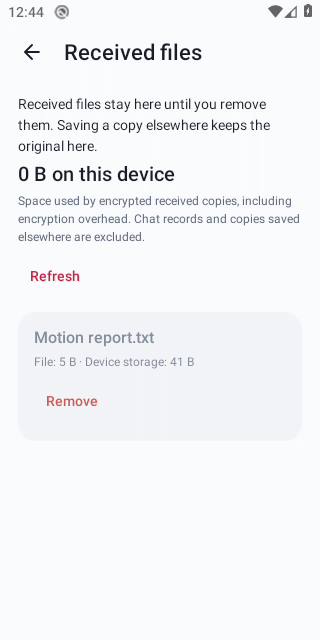 12:44
Received files
Received files stay here until you remove
them. Saving a copy elsewhere keeps the
original here.
0 B on this device
Space used by encrypted received copies, including
encryption overhead. Chat records and copies saved
elsewhere are excluded.
Refresh
Motion report.txt
File: 5 B · Device storage: 41 B
Remove